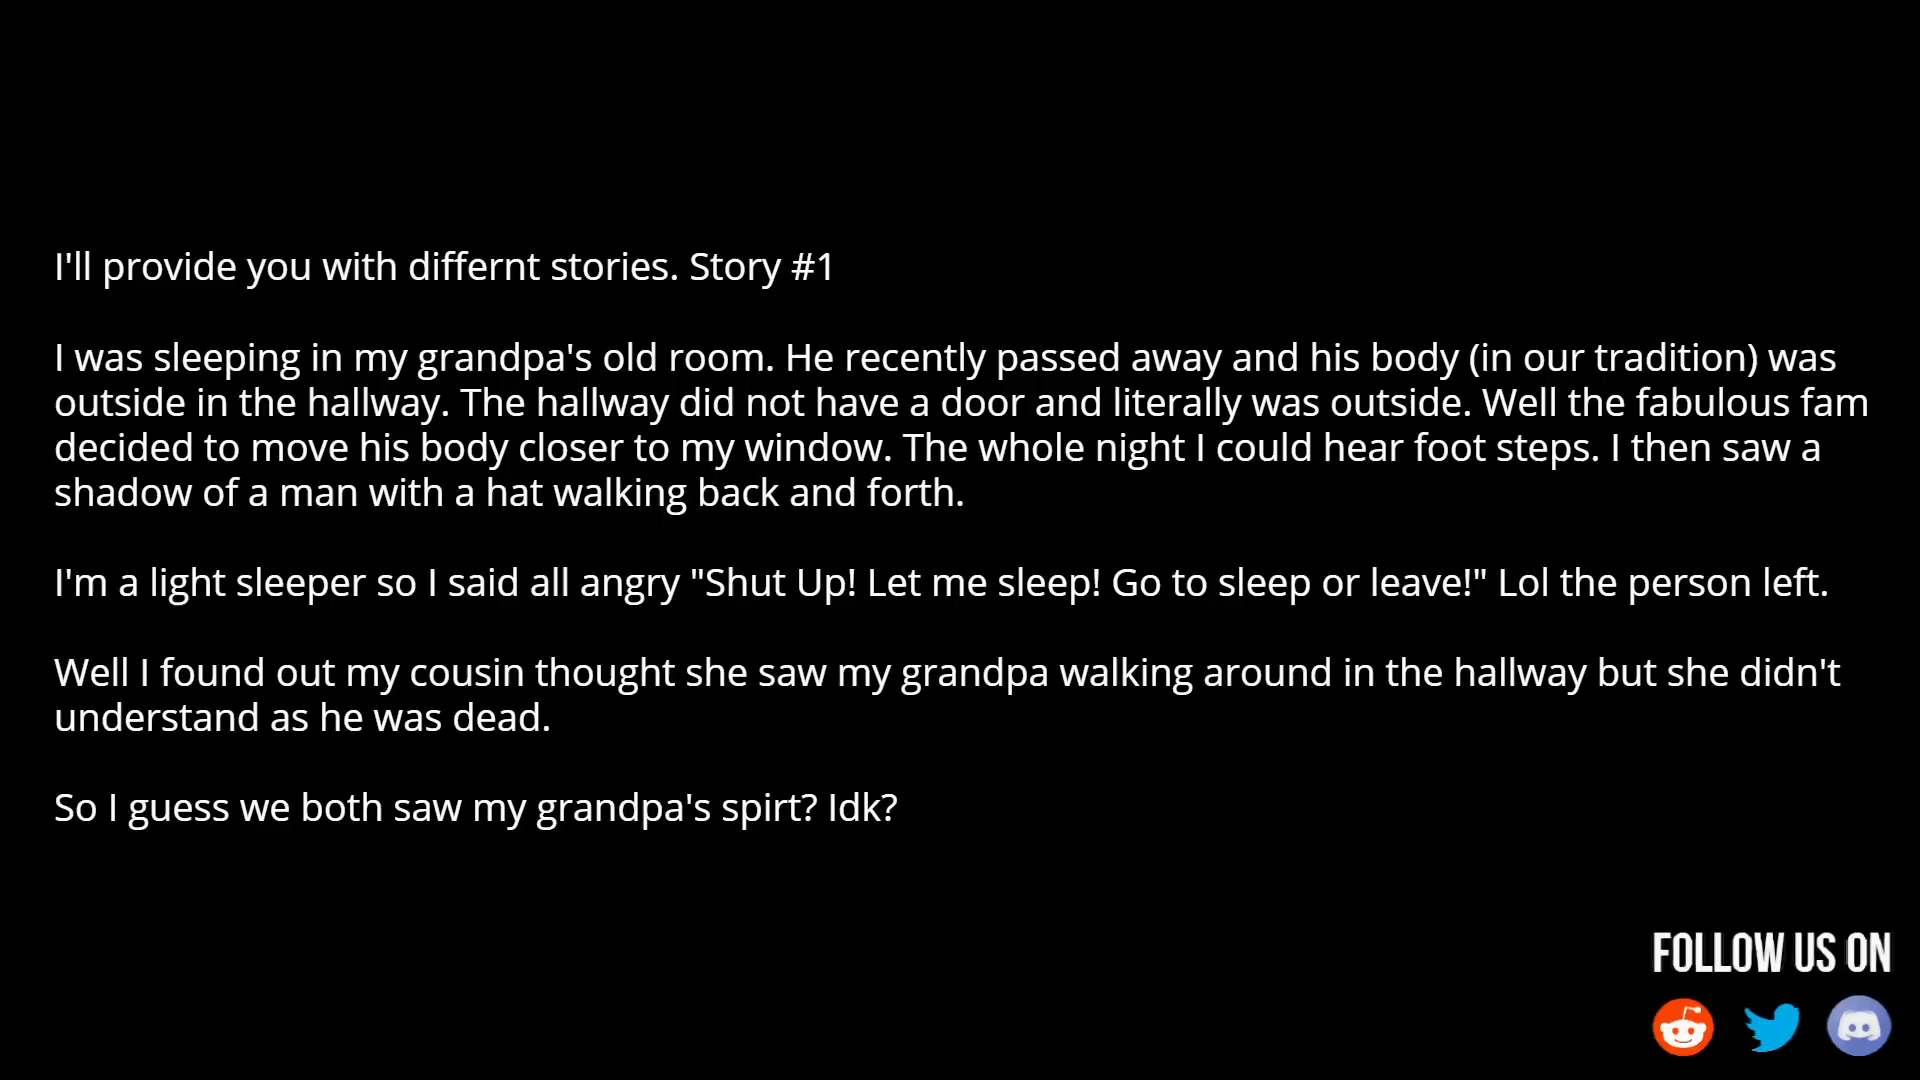 I'll provide you with differnt stories. Story #1
I was sleeping in my grandpa's old room. He recently passed away and his body (in our tradition) was
outside in the hallway. The hallway did not have a door and literally was outside. Well the fabulous fam
decided to move his body closer to my window. The whole night I could hear foot steps. I then saw a
shadow of a man with a hat walking back and forth.
I'm a light sleeper so I said all angry "Shut Up! Let me sleep! Go to sleep or leave!" Lol the person left.
Well I found out my cousin thought she saw my grandpa walking around in the hallway but she didn't
understand as he was dead.
So I guess we both saw my grandpa's spirt? Idk?
FOLLOW US ON